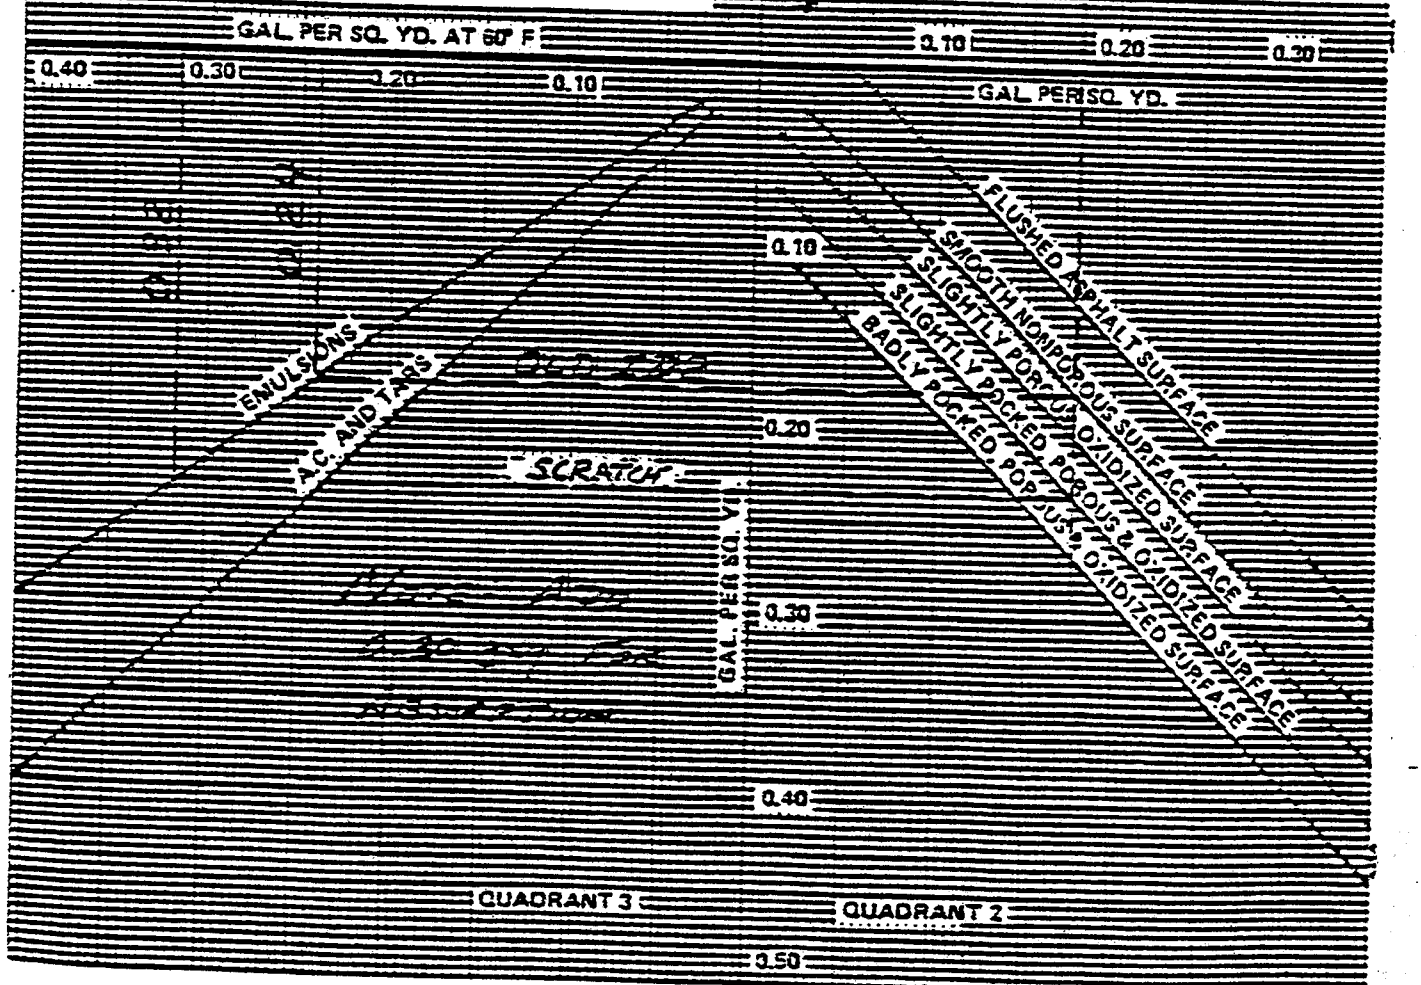 GAL. PER SQ. YD. AT 60° F
0.10 0.20 0.30
0.40 0.30 0.20 0.10
GAL. PER SQ. YD.
FLUSHED ASPHALT SURFACE
SMOOTH NONPOROUS SURFACE
SLIGHTLY POROUS OXIDIZED SURFACE
SLIGHTLY POCKED POROUS & OXIDIZED SURFACE
BADLY POCKED POROUS & OXIDIZED SURFACE
0.10
EMULSIONS
A.C. AND TARS
0.20
SCRATCH
GAL. PER SQ. YD.
0.30
0.40
QUADRANT 3
QUADRANT 2
0.50